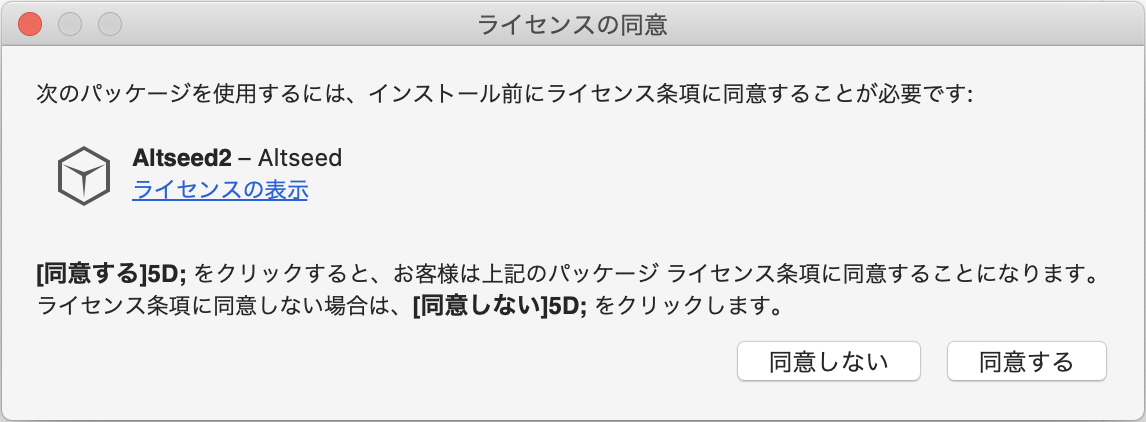 ライセンスの同意
次のパッケージを使用するには、インストール前にライセンス条項に同意することが必要です:
Altseed2 – Altseed
ライセンスの表示
[同意する]5D; をクリックすると、お客様は上記のパッケージ ライセンス条項に同意することになります。
ライセンス条項に同意しない場合は、[同意しない]5D; をクリックします。
同意しない
同意する